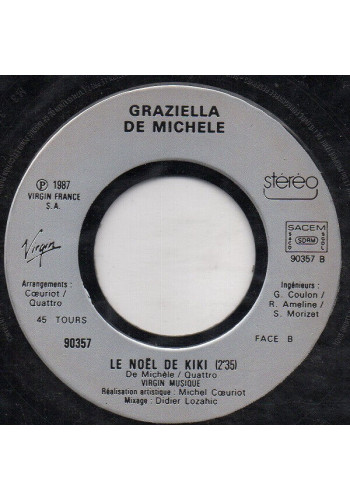 GRAZIELLA
DE MICHELE
℗ 1987
VIRGIN FRANCE
S.A.
stéréo
SACEM
SACD
SDRM
SGDL
90357 B
Virgin
Arrangements :
Cœuriot /
Quattro
Ingénieurs :
G. Coulon /
R. Ameline /
S. Morizet
45 TOURS
FACE B
90357
LE NOËL DE KIKI (2'35)
De Michèle / Quattro
VIRGIN MUSIQUE
Réalisation artistique : Michel Cœuriot
Mixage : Didier Lozahic